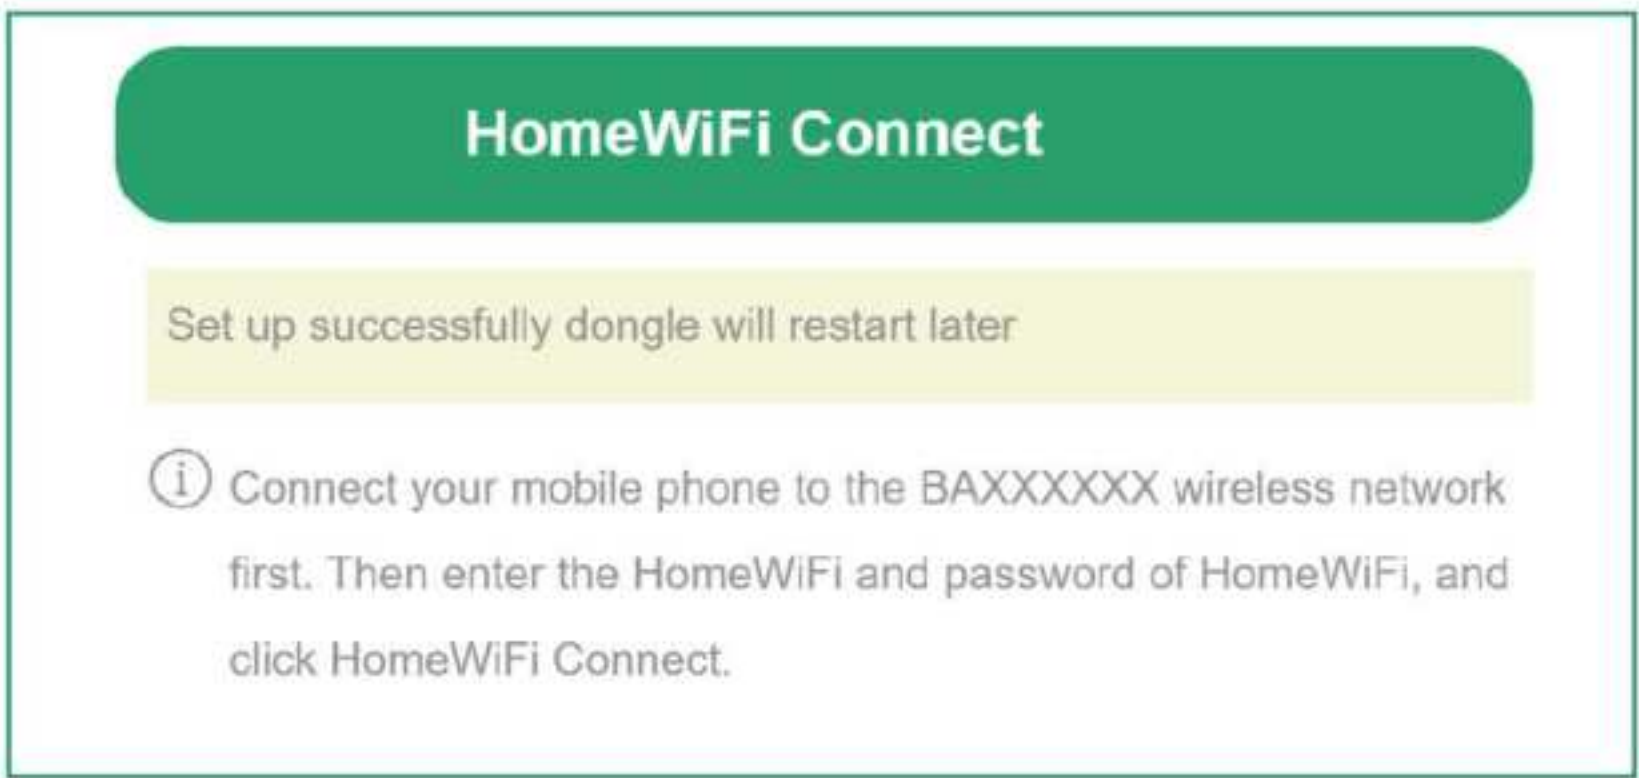 HomeWiFi Connect
Set up successfully dongle will restart later
i Connect your mobile phone to the BAXXXXXX wireless network
first. Then enter the HomeWiFi and password of HomeWiFi, and
click HomeWiFi Connect.